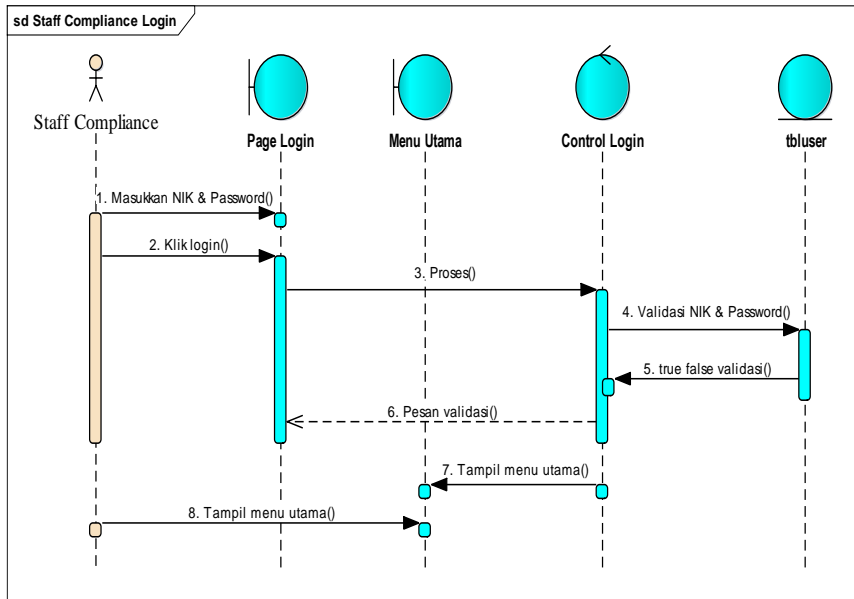 sd Staff Compliance Login
Staff Compliance
Page Login
Menu Utama
Control Login
tbluser
1. Masukkan NIK & Password()
2. Klik login()
3. Proses()
4. Validasi NIK & Password()
5. true false validasi()
6. Pesan validasi()
7. Tampil menu utama()
8. Tampil menu utama()